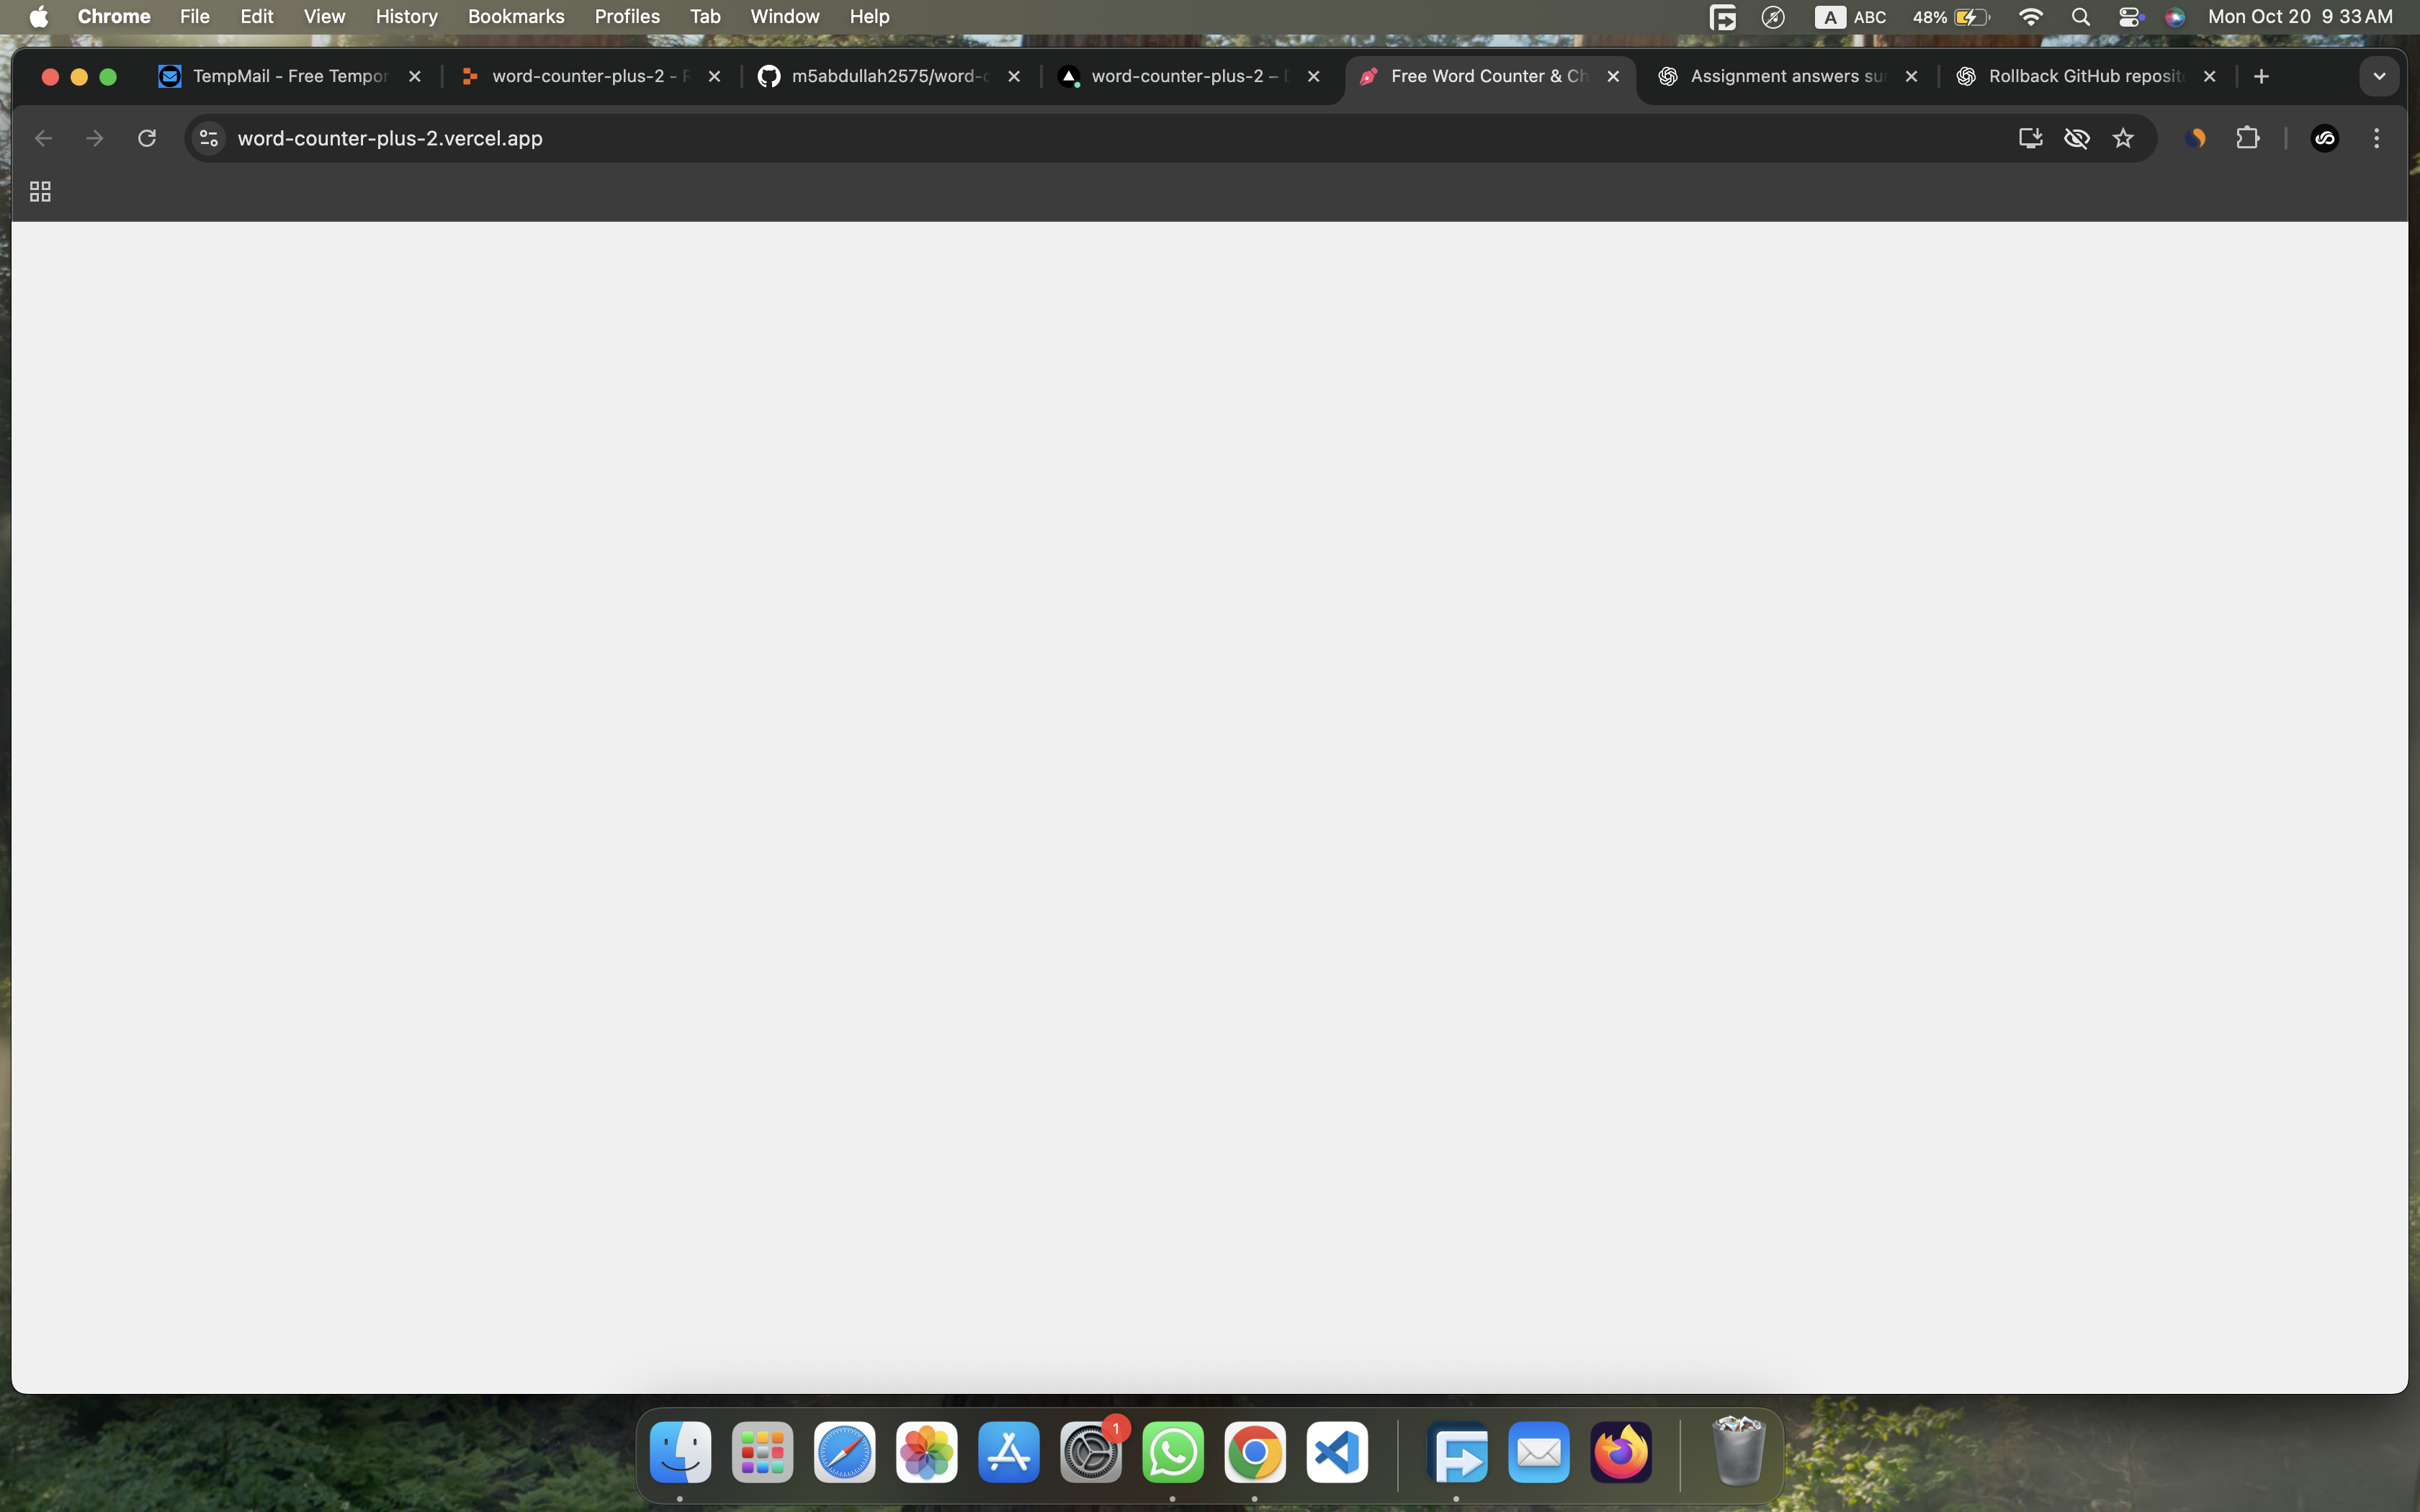 Chrome File Edit View History Bookmarks Profiles Tab Window Help A ABC 48% Mon Oct 20 9 33 AM
TempMail - Free Tempor word-counter-plus-2 - R m5abdullah2575/word-c word-counter-plus-2 – D Free Word Counter & Ch Assignment answers su Rollback GitHub reposit
word-counter-plus-2.vercel.app
1